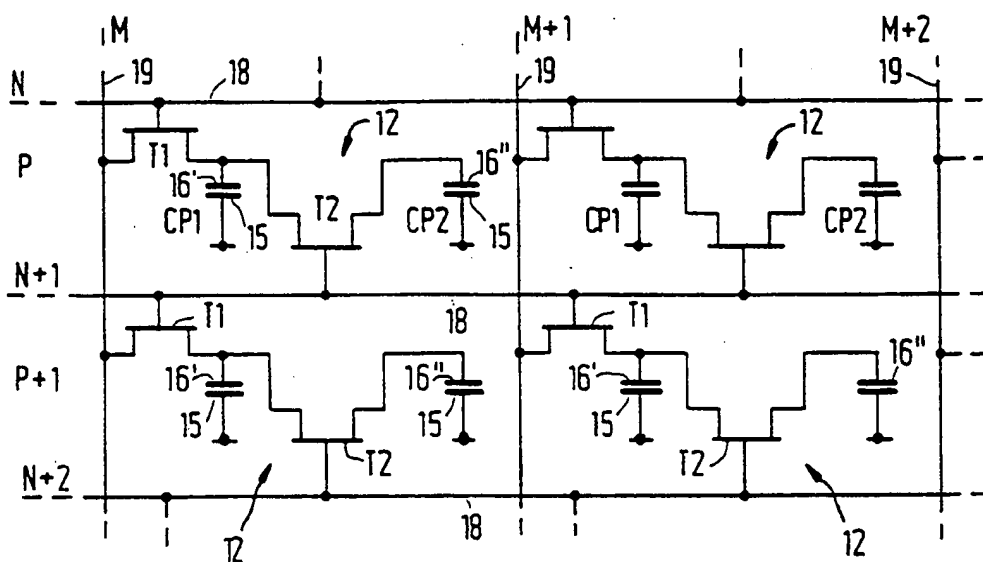 M M+1 M+2
19 18 19 19
N
12 12
P T1 16' T2 16"
CP1 15 CP2 15 CP1 CP2
N+1
T1 18 T1
16"
P+1 16' 16" 16'
15 15 15
T2 T2
N+2
12 18 12